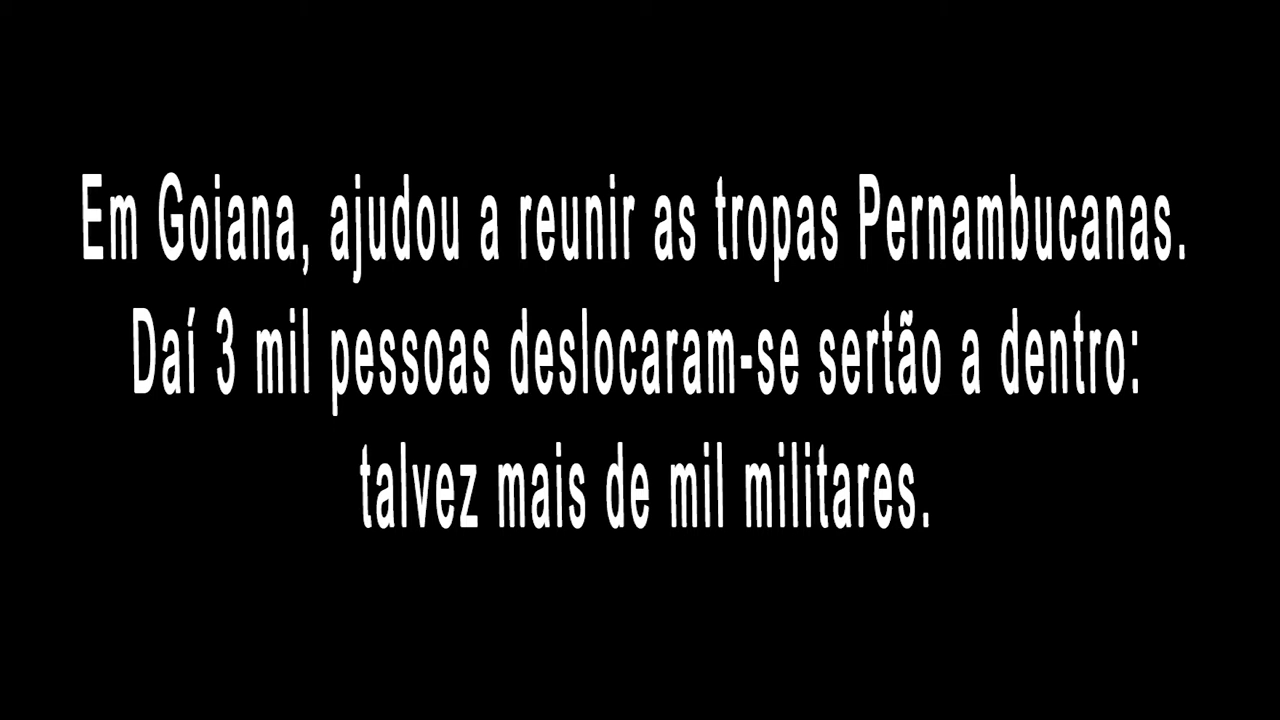 Em Goiana, ajudou a reunir as tropas Pernambucanas.
Daí 3 mil pessoas deslocaram-se sertão a dentro:
talvez mais de mil militares.